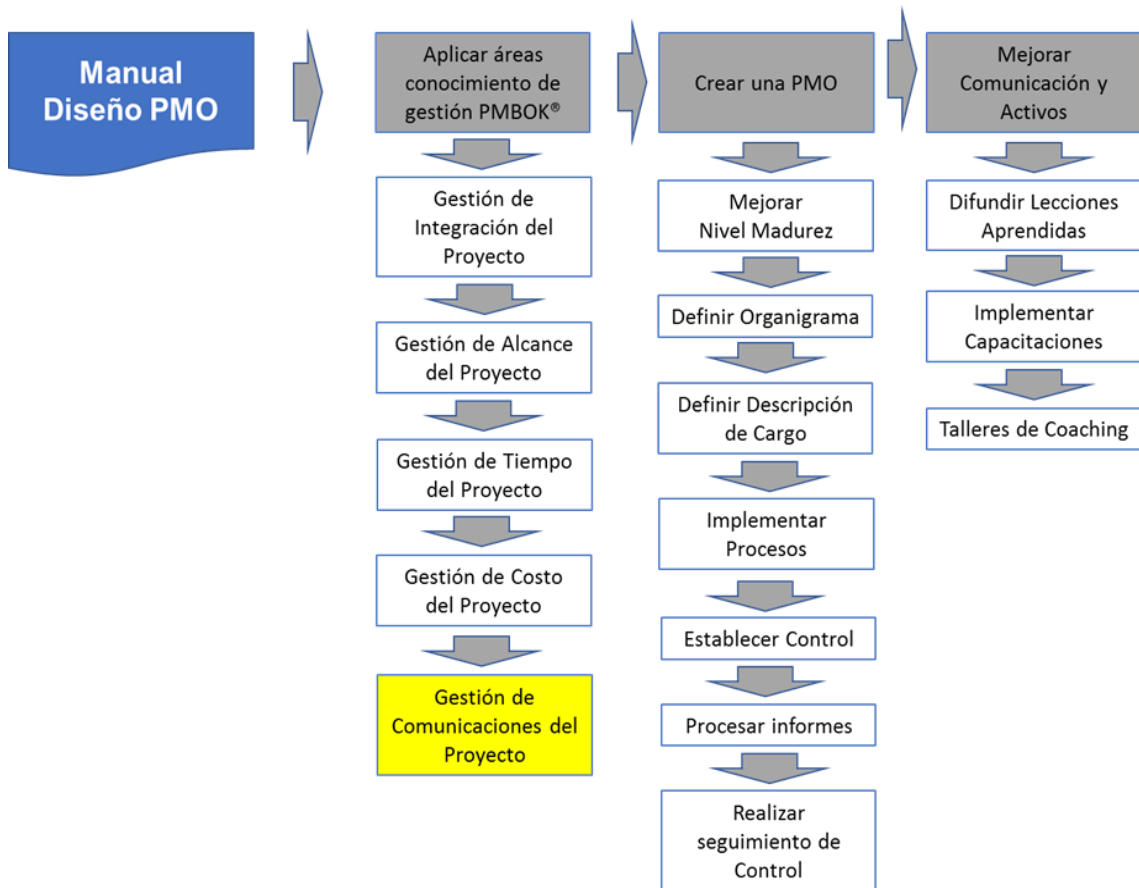 Manual
Diseño PMO
Aplicar áreas
conocimiento de
gestión PMBOK®
Gestión de
Integración del
Proyecto
Gestión de Alcance
del Proyecto
Gestión de Tiempo
del Proyecto
Gestión de Costo
del Proyecto
Gestión de
Comunicaciones del
Proyecto
Crear una PMO
Mejorar
Nivel Madurez
Definir Organigrama
Definir Descripción
de Cargo
Implementar
Procesos
Establecer Control
Procesar informes
Realizar
seguimiento de
Control
Mejorar
Comunicación y
Activos
Difundir Lecciones
Aprendidas
Implementar
Capacitaciones
Talleres de Coaching